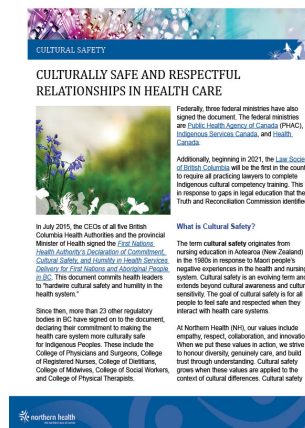 CULTURAL SAFETY
CULTURALLY SAFE AND RESPECTFUL
RELATIONSHIPS IN HEALTH CARE
In July 2015, the CEOs of all five British
Columbia Health Authorities and the provincial
Minister of Health signed the First Nations
Health Authority's Declaration of Commitment,
Cultural Safety, and Humility in Health Services
Delivery for First Nations and Aboriginal People
in BC. This document commits health leaders
to "hardwire cultural safety and humility in the
health system."
Since then, more than 23 other regulatory
bodies in BC have signed on to the document,
declaring their commitment to making the
health care system more culturally safe
for Indigenous Peoples. These include the
College of Physicians and Surgeons, College
of Registered Nurses, College of Dietitians,
College of Midwives, College of Social Workers,
and College of Physical Therapists.
Federally, three federal ministries have also
signed the document. The federal ministries
are Public Health Agency of Canada (PHAC),
Indigenous Services Canada, and Health
Canada.
Additionally, beginning in 2021, the Law Socie
of British Columbia will be the first in the count
to require all practicing lawyers to complete
Indigenous cultural competency training. This
in response to gaps in legal education that the
Truth and Reconciliation Commission identifie
What is Cultural Safety?
The term cultural safety originates from
nursing education in Aotearoa (New Zealand)
in the 1980s in response to Maori people's
negative experiences in the health and nursing
system. Cultural safety is an evolving term and
extends beyond cultural awareness and cultur
sensitivity. The goal of cultural safety is for all
people to feel safe and respected when they
interact with health care systems.
At Northern Health (NH), our values include
empathy, respect, collaboration, and innovatio
When we put these values in action, we strive
to honour diversity, genuinely care, and build
trust through understanding. Cultural safety
grows when these values are applied to the
context of cultural differences. Cultural safety
northern health